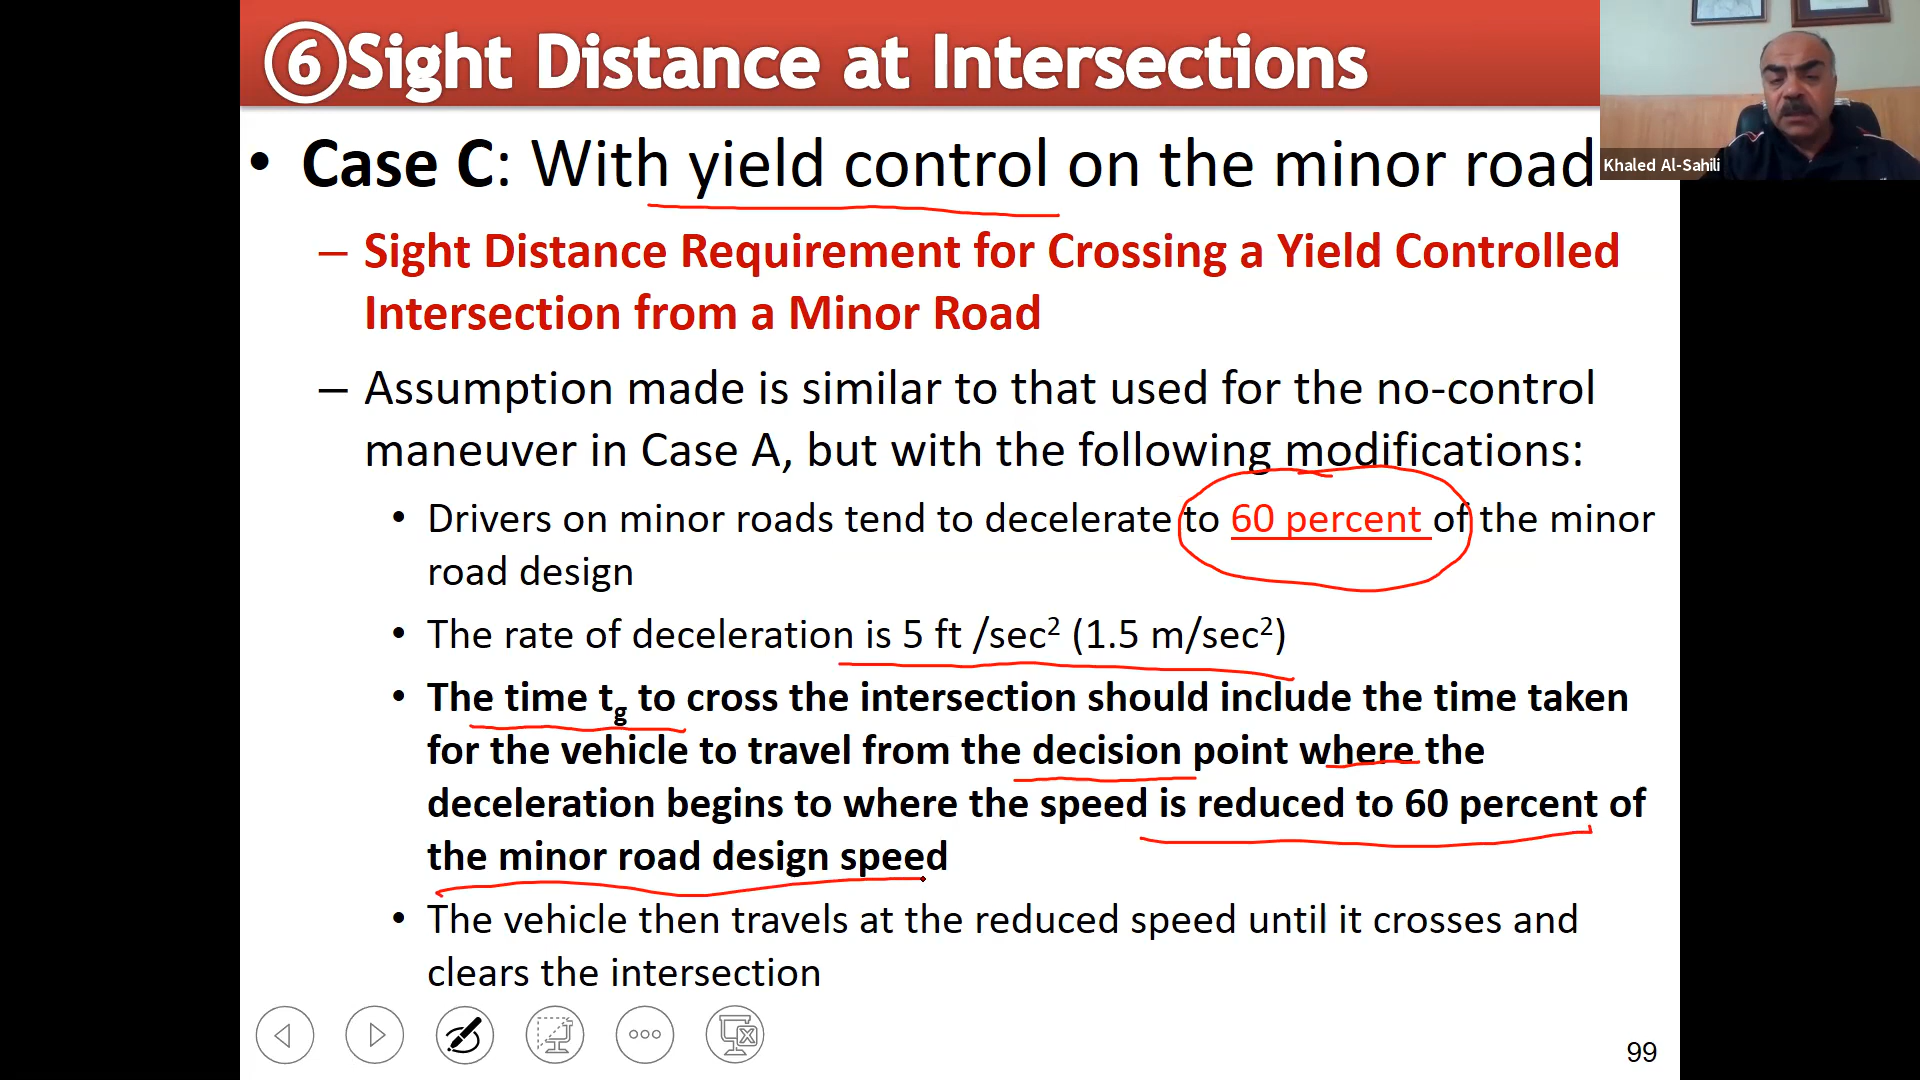 ⑥Sight Distance at Intersections
• Case C: With yield control on the minor road
Khaled Al-Sahili
– Sight Distance Requirement for Crossing a Yield Controlled
Intersection from a Minor Road
– Assumption made is similar to that used for the no-control
maneuver in Case A, but with the following modifications:
• Drivers on minor roads tend to decelerate to 60 percent of the minor
road design
• The rate of deceleration is 5 ft /sec² (1.5 m/sec²)
• The time tg to cross the intersection should include the time taken
for the vehicle to travel from the decision point where the
deceleration begins to where the speed is reduced to 60 percent of
the minor road design speed
• The vehicle then travels at the reduced speed until it crosses and
clears the intersection
99